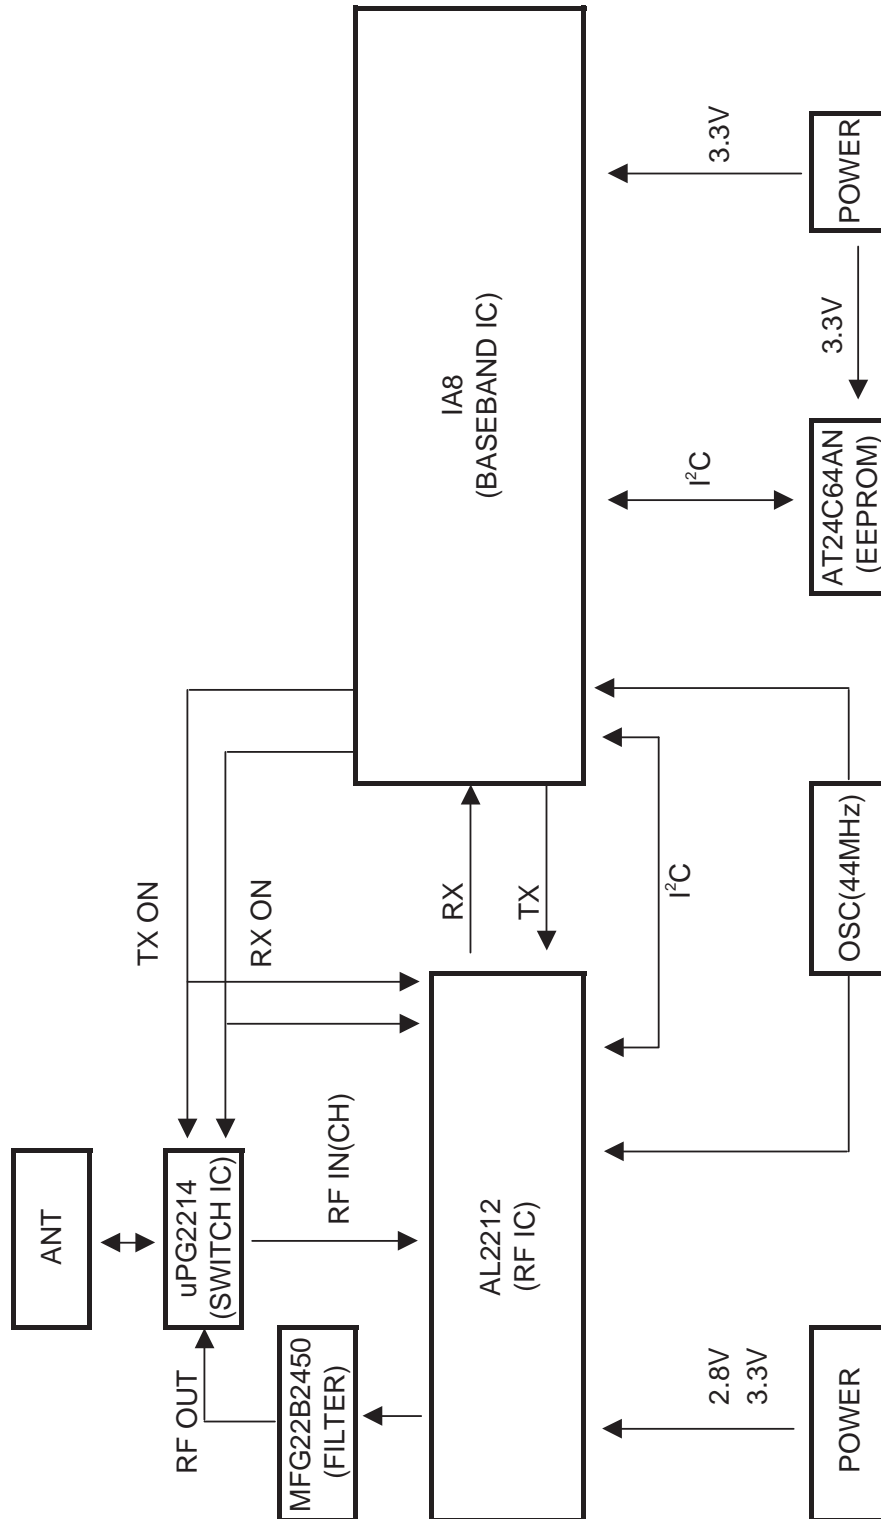 ANT
uPG2214
(SWITCH IC)
MFG22B2450
(FILTER)
RF OUT
RF IN(CH)
TX ON
RX ON
AL2212
(RF IC)
RX
TX
IA8
(BASEBAND IC)
2.8V
3.3V
POWER
I²C
OSC(44MHz)
I²C
AT24C64AN
(EEPROM)
3.3V
3.3V
POWER